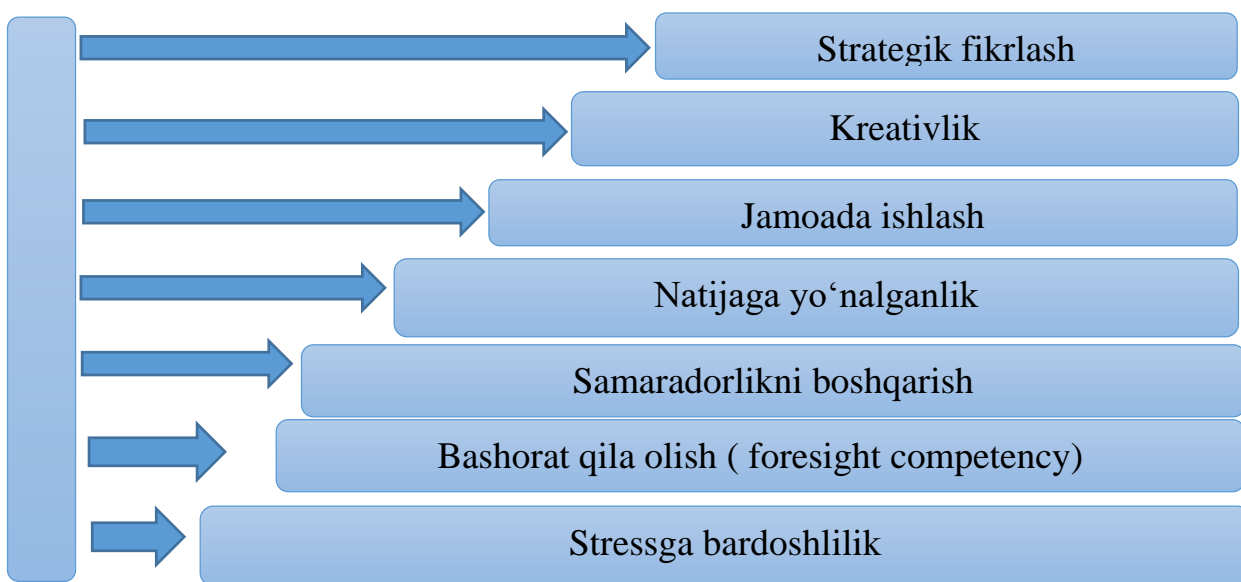 Strategik fikrlash
Kreativlik
Jamoada ishlash
Natijaga yo‘nalganlik
Samaradorlikni boshqarish
Bashorat qila olish ( foresight competency)
Stressga bardoshlilik